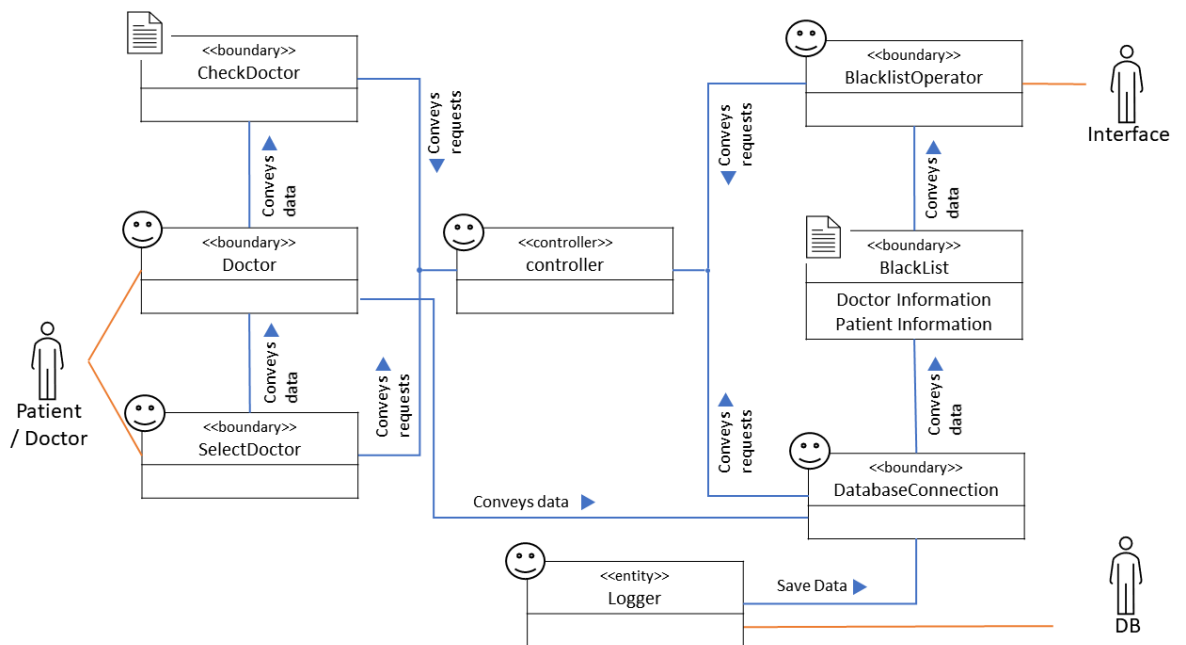 <<boundary>>
CheckDoctor
<<boundary>>
BlacklistOperator
Interface
Conveys
requests
Conveys
requests
Conveys
data
Conveys
data
<<boundary>>
Doctor
<<controller>>
controller
<<boundary>>
BlackList
Doctor Information
Patient Information
Patient
/ Doctor
Conveys
data
Conveys
requests
Conveys
requests
Conveys
data
<<boundary>>
SelectDoctor
<<boundary>>
DatabaseConnection
Conveys data
<<entity>>
Logger
Save Data
DB